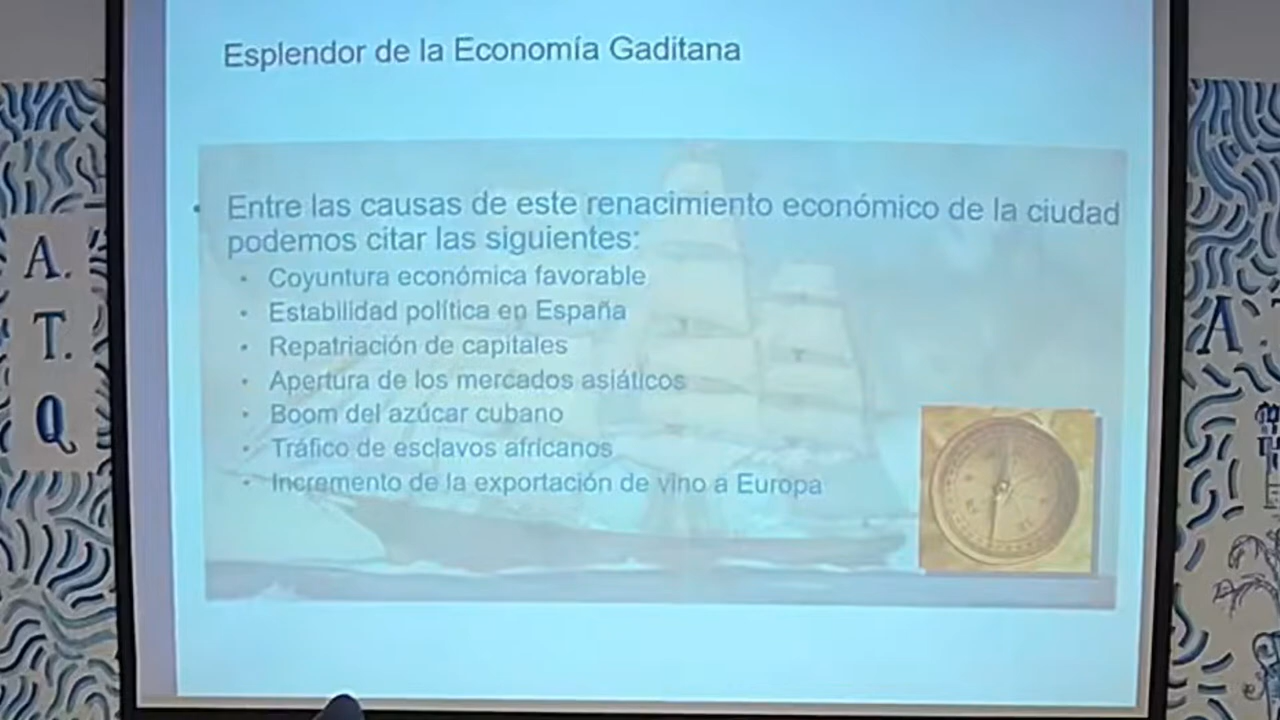 Esplendor de la Economía Gaditana
• Entre las causas de este renacimiento económico de la ciudad
podemos citar las siguientes:
• Coyuntura económica favorable
• Estabilidad política en España
• Repatriación de capitales
• Apertura de los mercados asiáticos
• Boom del azúcar cubano
• Tráfico de esclavos africanos
• Incremento de la exportación de vino a Europa
A.
T.
Q
A.